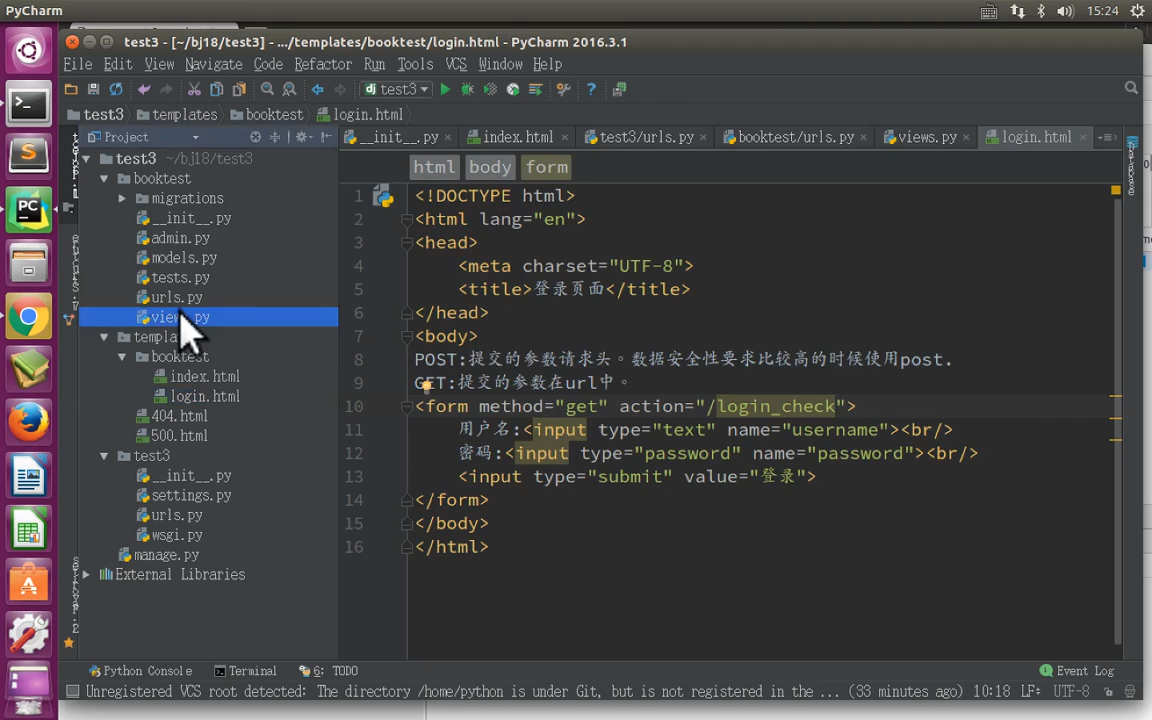 PyCharm
15:24
test3 - [~/bj18/test3] - .../templates/booktest/login.html - PyCharm 2016.3.1
File Edit View Navigate Code Refactor Run Tools VCS Window Help
dj test3
test3 templates booktest login.html
Project
__init__.py index.html test3/urls.py booktest/urls.py views.py login.html
html body form
test3 ~/bj18/test3
booktest
migrations
__init__.py
admin.py
models.py
tests.py
urls.py
booktest
index.html
login.html
404.html
500.html
test3
__init__.py
settings.py
urls.py
wsgi.py
manage.py
External Libraries
1 <!DOCTYPE html>
2 <html lang="en">
3 <head>
4 <meta charset="UTF-8">
5 <title>登录页面</title>
6 </head>
7 <body>
8 POST:提交的参数请求头。数据安全性要求比较高的时候使用post.
9 GET:提交的参数在url中。
10 <form method="get" action="/login_check">
11 用户名:<input type="text" name="username"><br/>
12 密码:<input type="password" name="password"><br/>
13 <input type="submit" value="登录">
14 </form>
15 </body>
16 </html>
Python Console Terminal 6: TODO Event Log
Unregistered VCS root detected: The directory /home/python is under Git, but is not registered in the ... (33 minutes ago) 10:18 LF: UTF-8